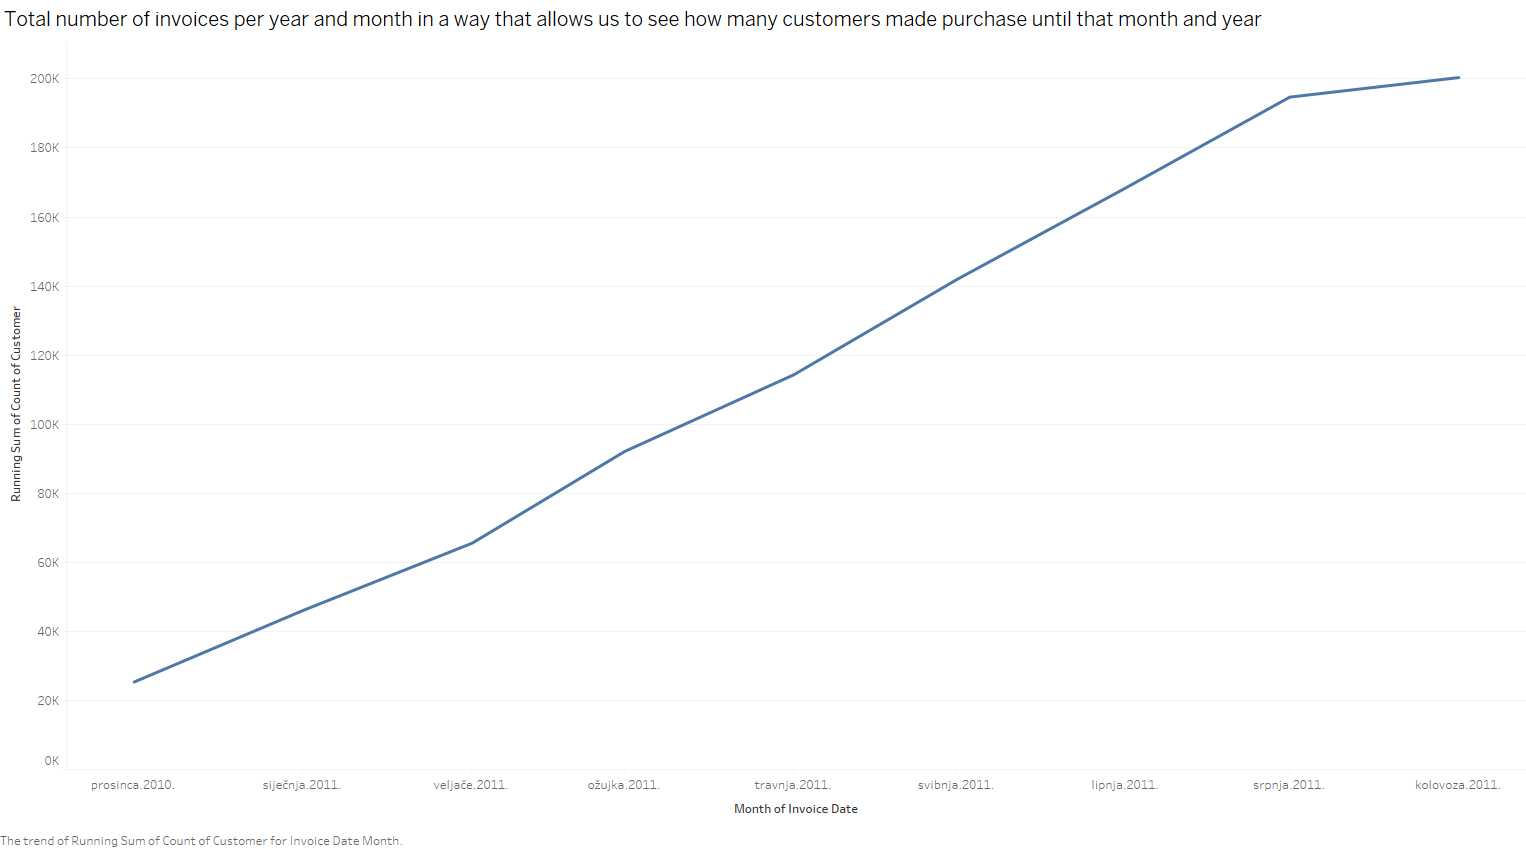 Total number of invoices per year and month in a way that allows us to see how many customers made purchase until that month and year
200K
180K
160K
140K
120K
100K
80K
60K
40K
20K
0K
Running Sum of Count of Customer
prosinca.2010. siječnja.2011. veljače.2011. ožujka.2011. travnja.2011. svibnja.2011. lipnja.2011. srpnja.2011. kolovoza.2011.
Month of Invoice Date
The trend of Running Sum of Count of Customer for Invoice Date Month.